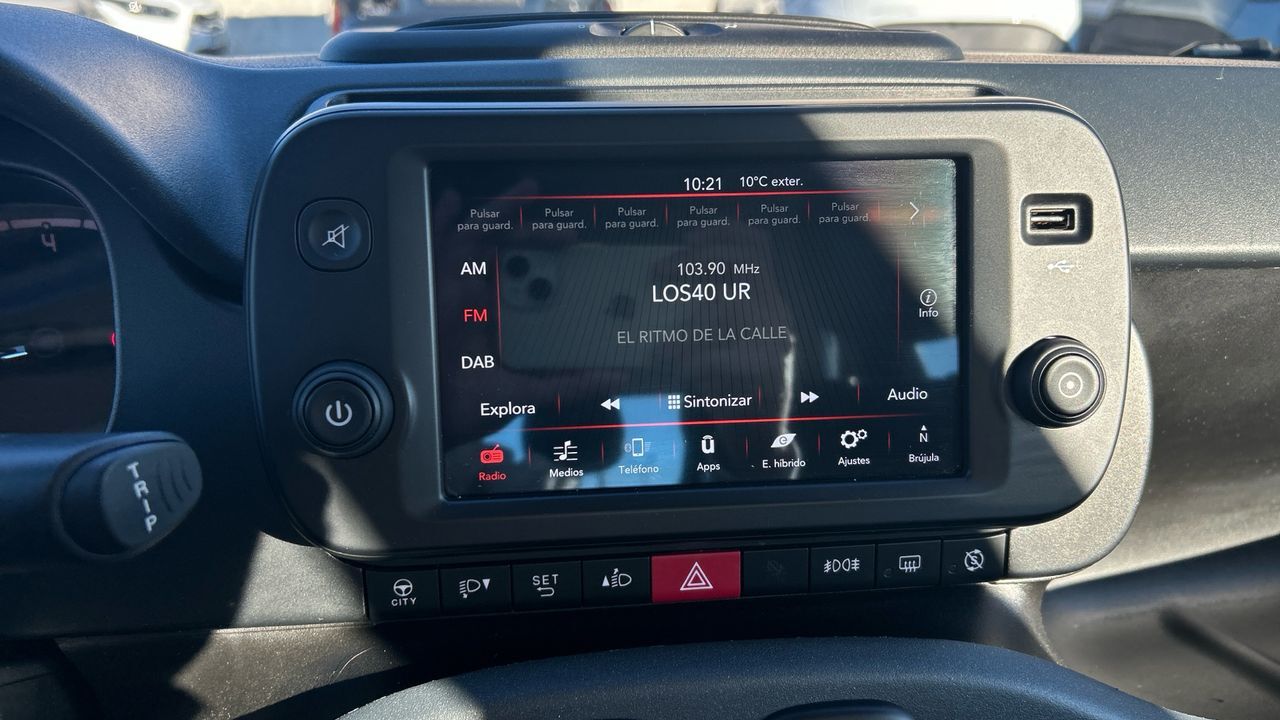 10:21 10°C exter.
Pulsar para guard.
Pulsar para guard.
Pulsar para guard.
Pulsar para guard.
Pulsar para guard.
Pulsar para guard.
AM
103.90 MHz
LOS40 UR
Info
FM
EL RITMO DE LA CALLE
DAB
Explora
Sintonizar
Audio
Radio
Medios
Teléfono
Apps
E. híbrido
Ajustes
N
Brújula
TRIP
4
CITY
SET